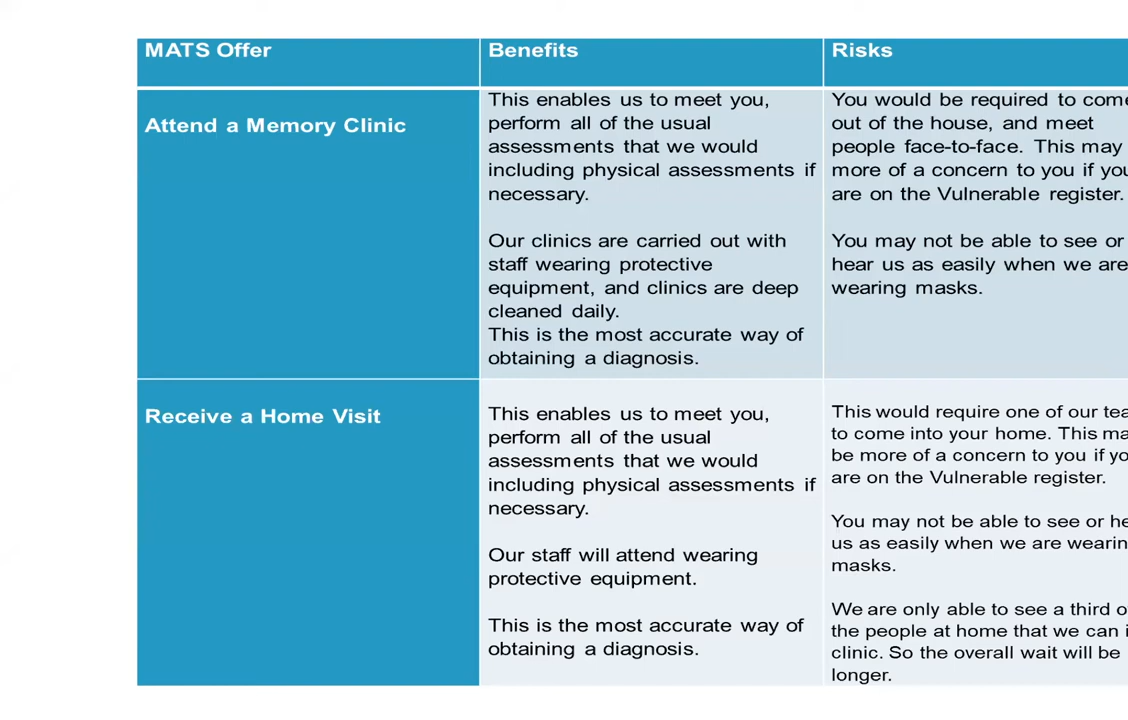 MATS Offer
Benefits
Risks
Attend a Memory Clinic
This enables us to meet you,
perform all of the usual
assessments that we would
including physical assessments if
necessary.
Our clinics are carried out with
staff wearing protective
equipment, and clinics are deep
cleaned daily.
This is the most accurate way of
obtaining a diagnosis.
You would be required to come
out of the house, and meet
people face-to-face. This may
more of a concern to you if you
are on the Vulnerable register.
You may not be able to see or
hear us as easily when we are
wearing masks.
Receive a Home Visit
This enables us to meet you,
perform all of the usual
assessments that we would
including physical assessments if
necessary.
Our staff will attend wearing
protective equipment.
This is the most accurate way of
obtaining a diagnosis.
This would require one of our
to come into your home. This
be more of a concern to you if
are on the Vulnerable register.
You may not be able to see or
us as easily when we are
masks.
We are only able to see a third
the people at home that we can
clinic. So the overall wait will be
longer.